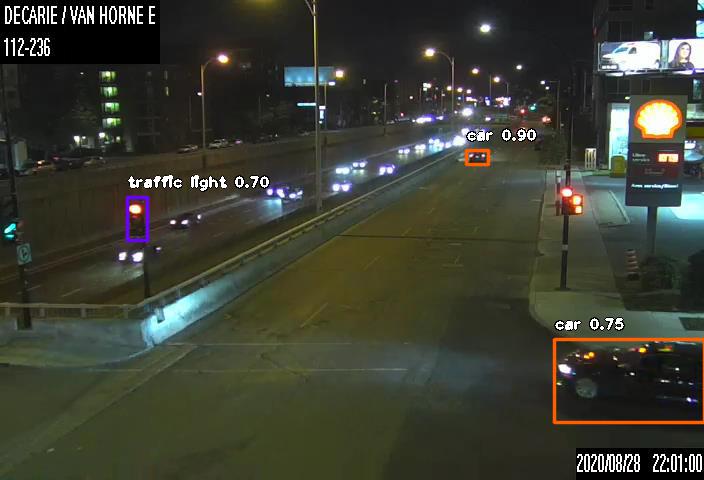 DECARIE / VAN HORNE E
112-236
car 0.90
traffic light 0.70
car 0.75
2020/08/28 22:01:00